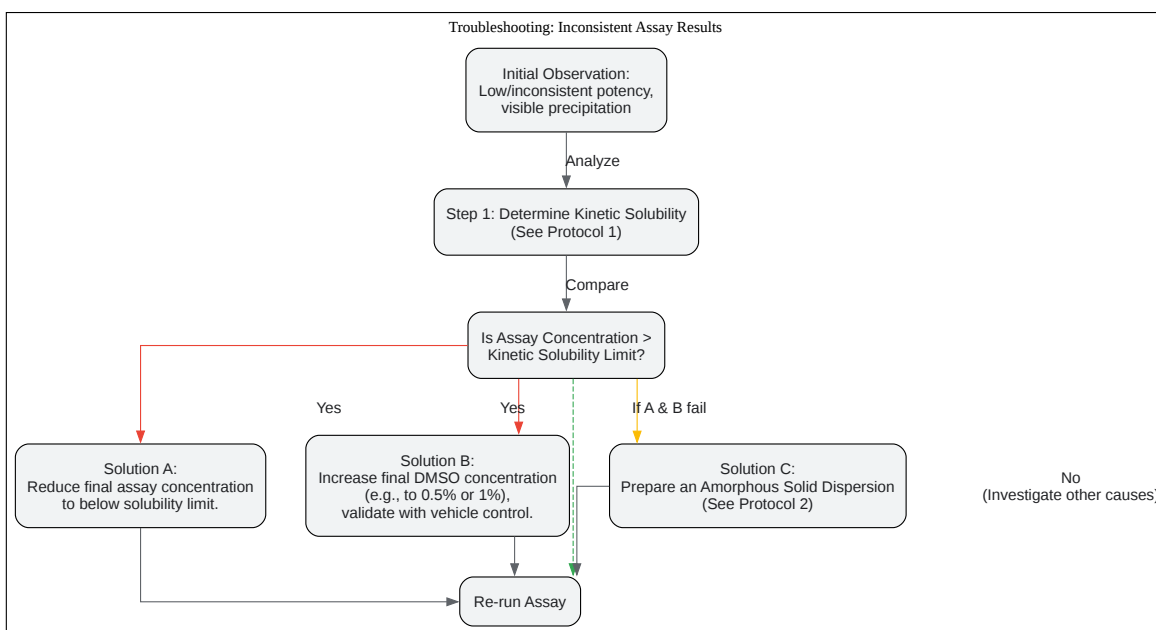 Troubleshooting: Inconsistent Assay Results
Initial Observation:
Low/inconsistent potency,
visible precipitation
Analyze
Step 1: Determine Kinetic Solubility
(See Protocol 1)
Compare
Is Assay Concentration >
Kinetic Solubility Limit?
Yes
Yes
If A & B fail
Solution A:
Reduce final assay concentration
to below solubility limit.
Solution B:
Increase final DMSO concentration
(e.g., to 0.5% or 1%),
validate with vehicle control.
Solution C:
Prepare an Amorphous Solid Dispersion
(See Protocol 2)
No
(Investigate other causes)
Re-run Assay